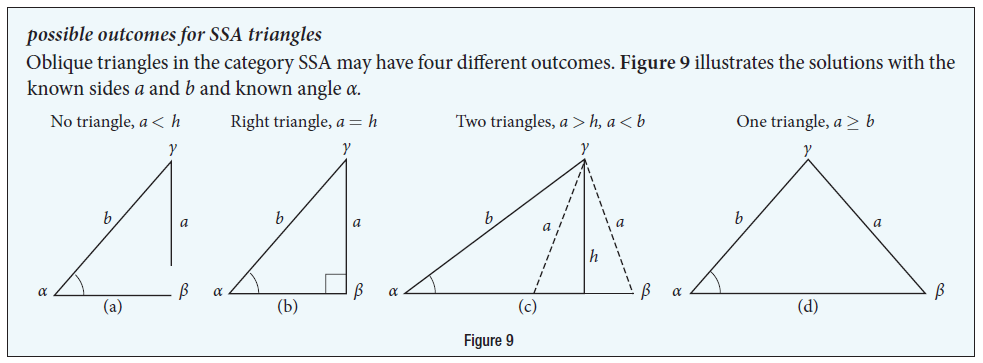 possible outcomes for SSA triangles
Oblique triangles in the category SSA may have four different outcomes. Figure 9 illustrates the solutions with the
known sides a and b and known angle α.
No triangle, a < h
Right triangle, a = h
Two triangles, a > h, a < b
One triangle, a ≥ b
γ
b
a
α
β
(a)
γ
b
a
α
β
(b)
γ
b
a
a
h
α
β
(c)
γ
b
a
α
β
(d)
Figure 9